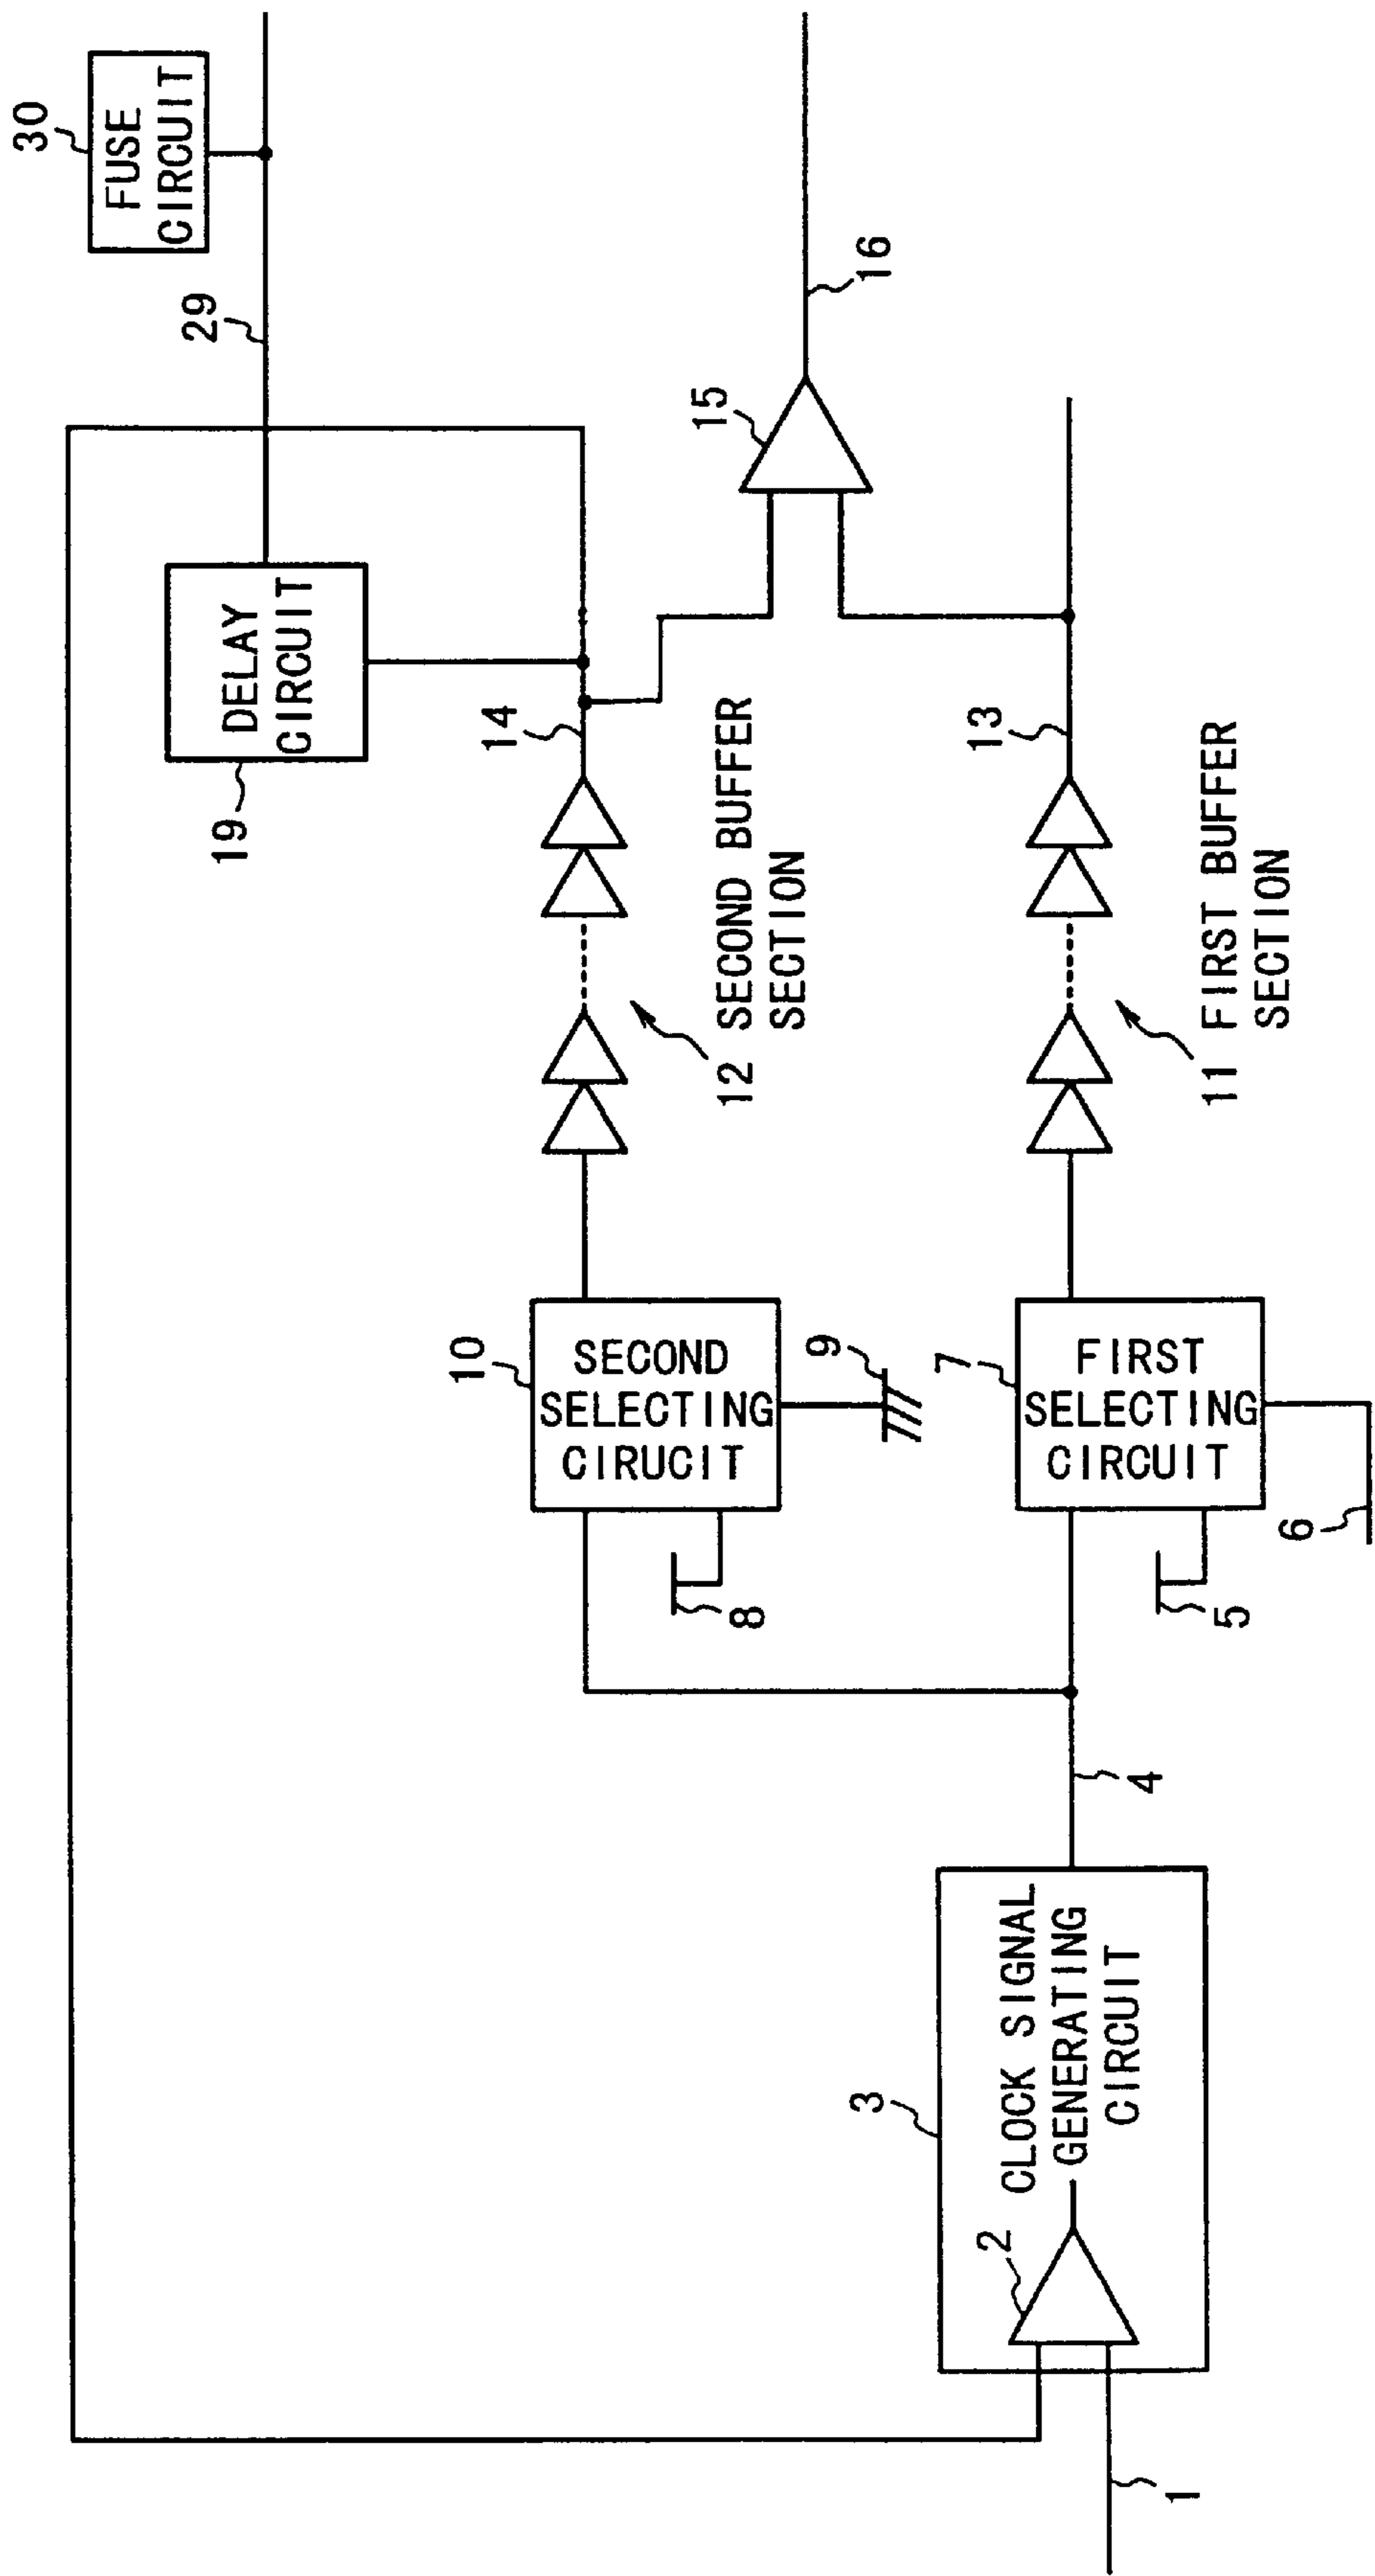 30
FUSE
CIRCUIT
29
DELAY
CIRCUIT
19
14
15
16
12 SECOND BUFFER
SECTION
13
11 FIRST BUFFER
SECTION
10
SECOND
SELECTING
CIRUCIT
9
8
7
FIRST
SELECTING
CIRCUIT
6
5
4
3
CLOCK SIGNAL
GENERATING
CIRCUIT
2
1